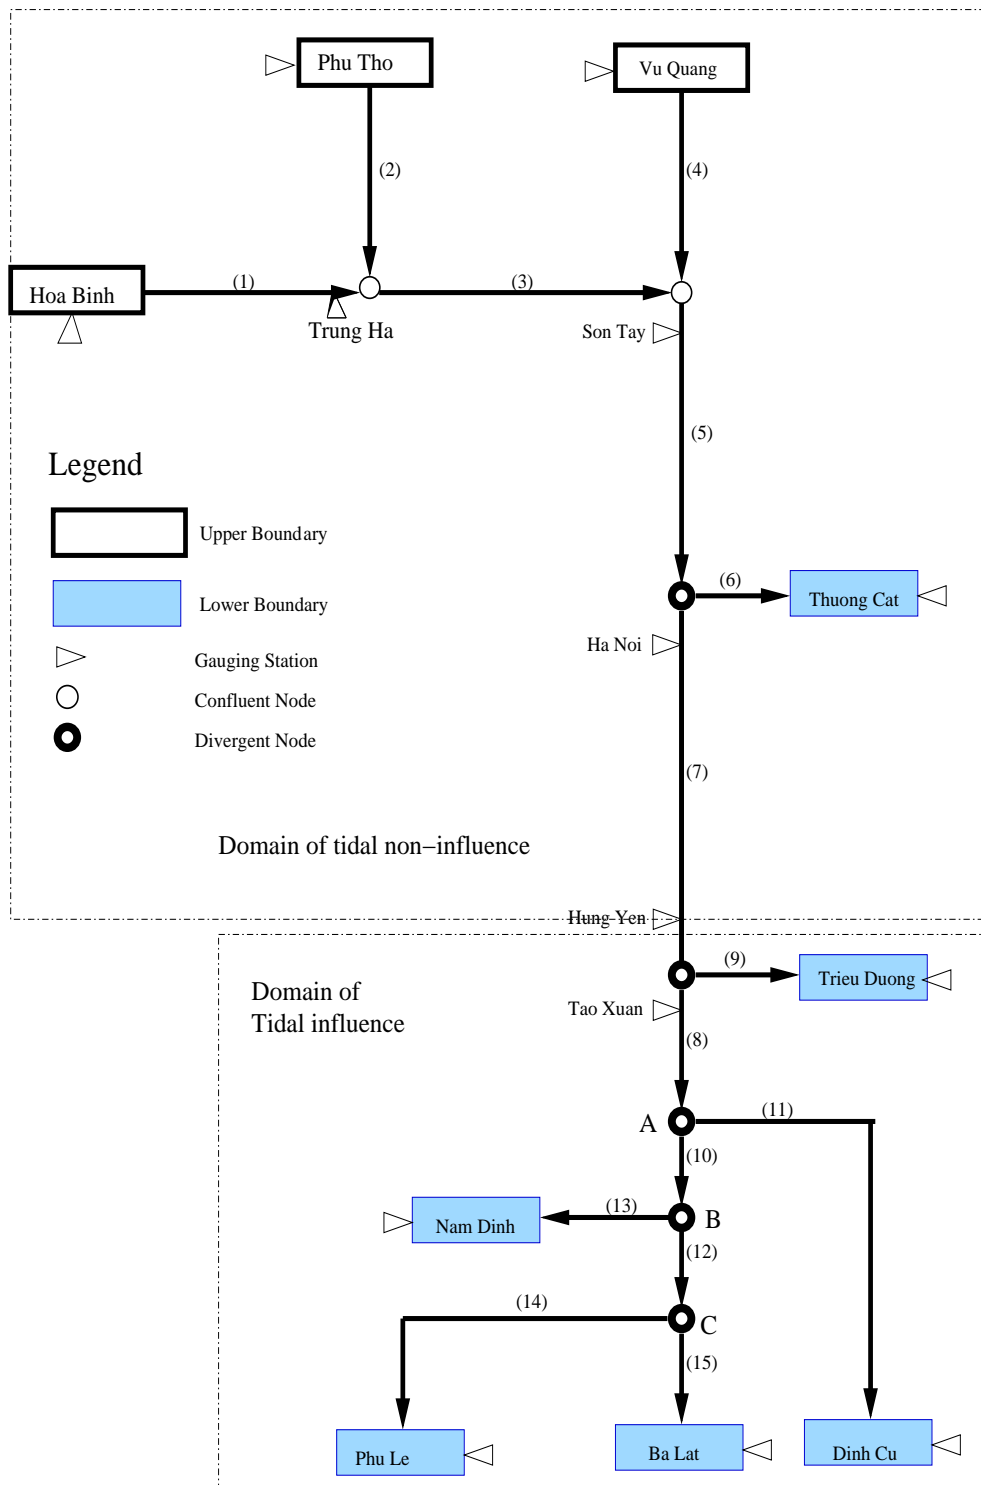 Phu Tho
Vu Quang
(2)
(4)
Hoa Binh
(1)
(3)
Trung Ha
Son Tay
(5)
Legend
Upper Boundary
Lower Boundary
Gauging Station
Confluent Node
Divergent Node
(6)
Thuong Cat
Ha Noi
(7)
Domain of tidal non−influence
Hung Yen
(9)
Trieu Duong
Domain of
Tidal influence
Tao Xuan
(8)
A
(11)
(10)
Nam Dinh
(13)
B
(12)
(14)
C
(15)
Phu Le
Ba Lat
Dinh Cu